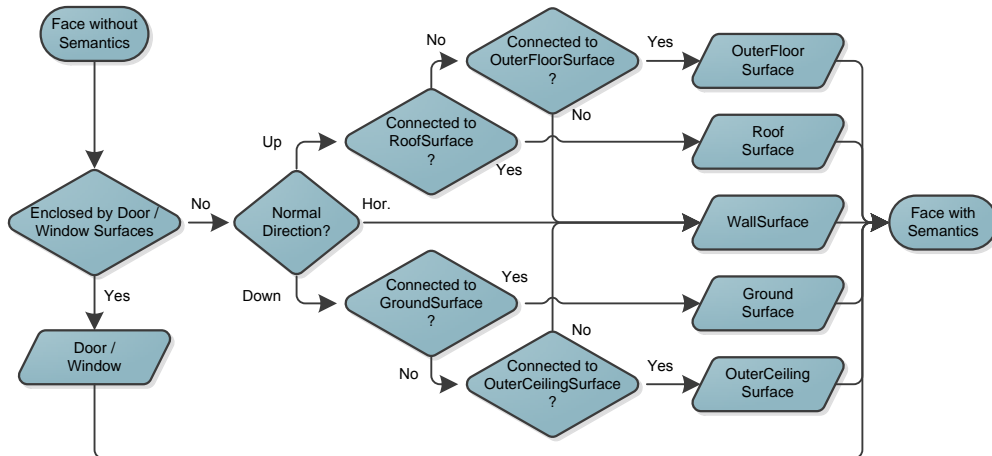 Face without
Semantics
Enclosed by Door /
Window Surfaces
No
Yes
Door /
Window
Normal
Direction?
Up
Hor.
Down
Connected to
RoofSurface
?
No
Yes
Connected to
OuterFloorSurface
?
Yes
No
Connected to
GroundSurface
?
Yes
No
Connected to
OuterCeilingSurface
?
No
Yes
OuterFloor
Surface
Roof
Surface
WallSurface
Ground
Surface
OuterCeiling
Surface
Face with
Semantics